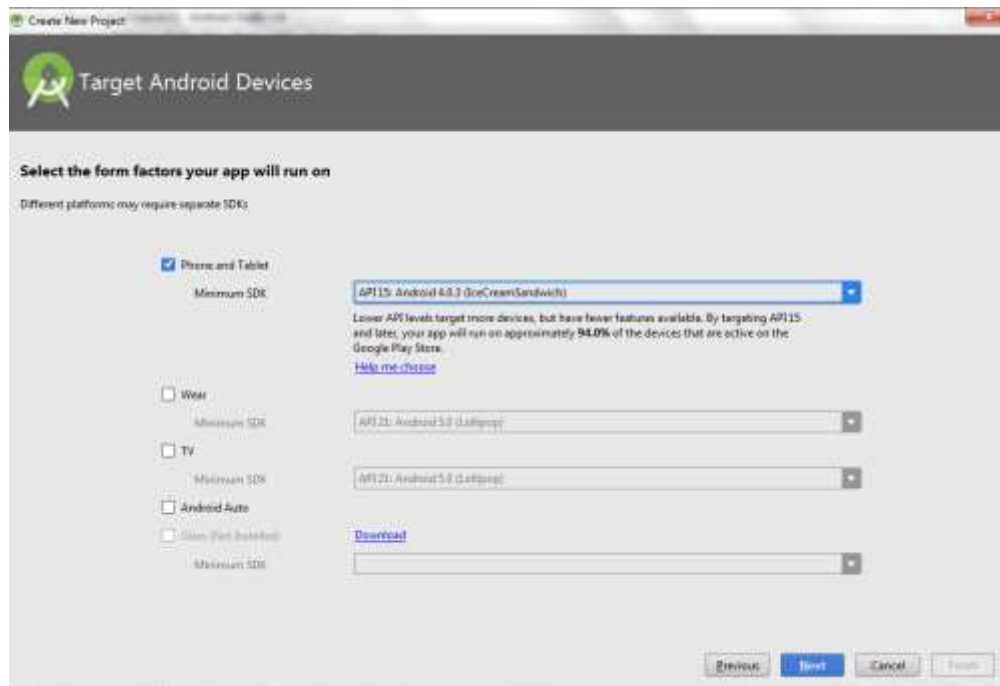 Create New Project
Target Android Devices
Select the form factors your app will run on
Different platforms may require separate SDKs
Phone and Tablet
Minimum SDK
API 15: Android 4.0.3 (IceCreamSandwich)
Lower API levels target more devices, but have fewer features available. By targeting API 15
and later, your app will run on approximately 94.0% of the devices that are active on the
Google Play Store.
Help me choose
Wear
Minimum SDK
API 21: Android 5.0 (Lollipop)
TV
Minimum SDK
API 21: Android 5.0 (Lollipop)
Android Auto
Glass (Not Installed)
Download
Minimum SDK
Previous
Next
Cancel
Finish